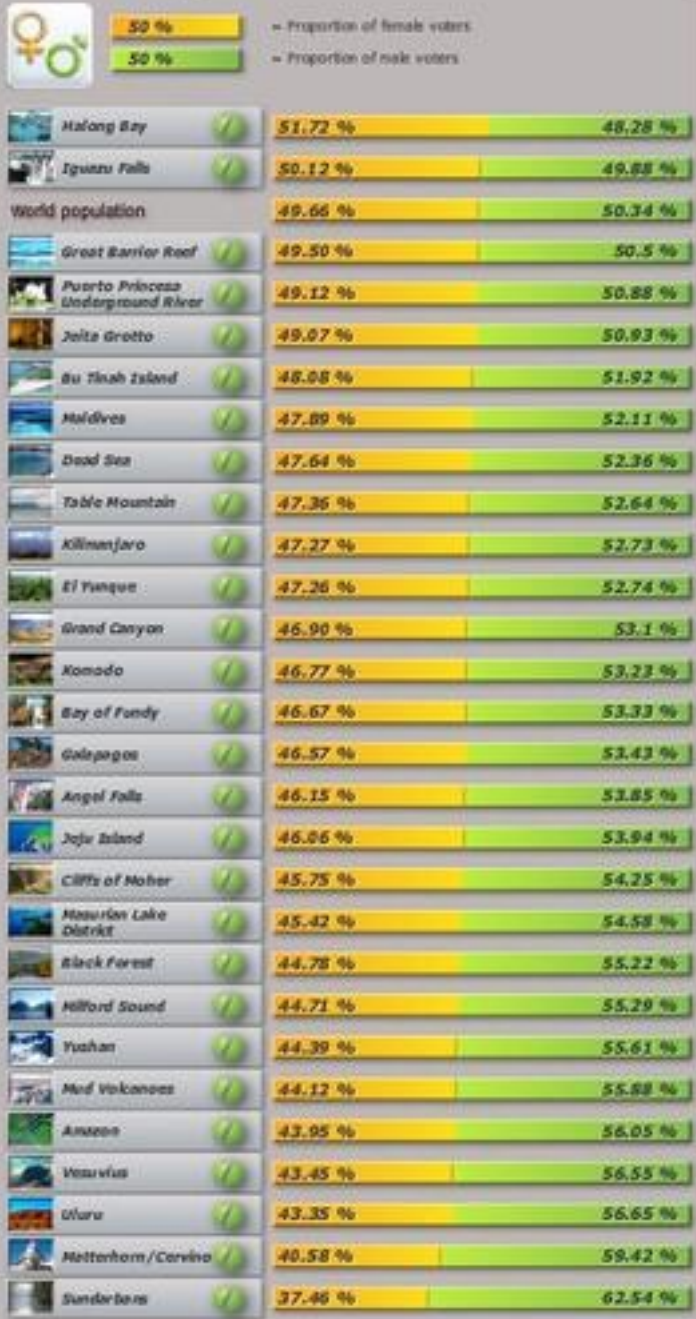 50 % = Proportion of female voters
50 % = Proportion of male voters
Halong Bay 51.72 % 48.28 %
Iguazu Falls 50.12 % 49.88 %
World population 49.66 % 50.34 %
Great Barrier Reef 49.50 % 50.5 %
Puerto Princesa
Underground River 49.12 % 50.88 %
Jeita Grotto 49.07 % 50.93 %
Bu Tinah Island 48.08 % 51.92 %
Maldives 47.89 % 52.11 %
Dead Sea 47.64 % 52.36 %
Table Mountain 47.36 % 52.64 %
Kilimanjaro 47.27 % 52.73 %
El Yunque 47.26 % 52.74 %
Grand Canyon 46.90 % 53.1 %
Komodo 46.77 % 53.23 %
Bay of Fundy 46.67 % 53.33 %
Galapagos 46.57 % 53.43 %
Angel Falls 46.15 % 53.85 %
Jeju Island 46.06 % 53.94 %
Cliffs of Moher 45.75 % 54.25 %
Masurian Lake
District 45.42 % 54.58 %
Black Forest 44.78 % 55.22 %
Milford Sound 44.71 % 55.29 %
Yushan 44.39 % 55.61 %
Mud Volcanoes 44.12 % 55.88 %
Amazon 43.95 % 56.05 %
Vesuvius 43.45 % 56.55 %
Uluru 43.35 % 56.65 %
Matterhorn/Cervino 40.58 % 59.42 %
Sundarbans 37.46 % 62.54 %